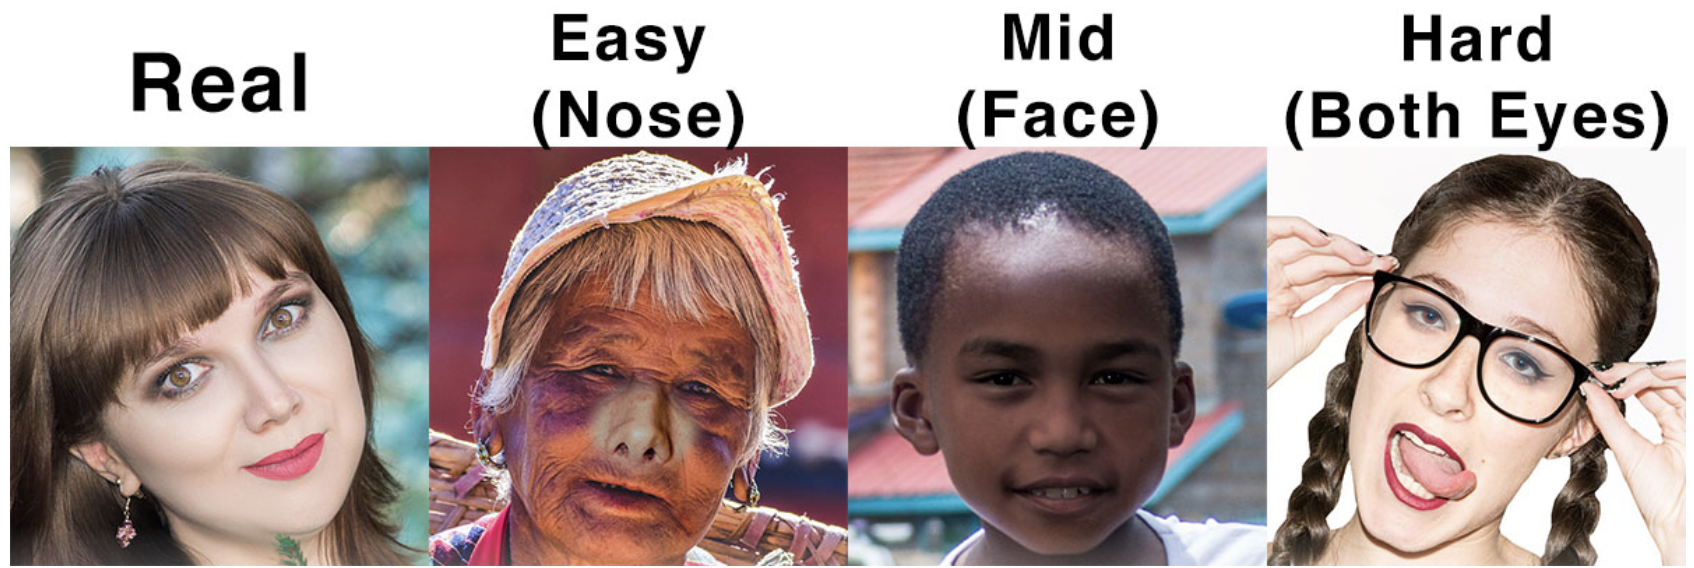 Real
Easy
(Nose)
Mid
(Face)
Hard
(Both Eyes)